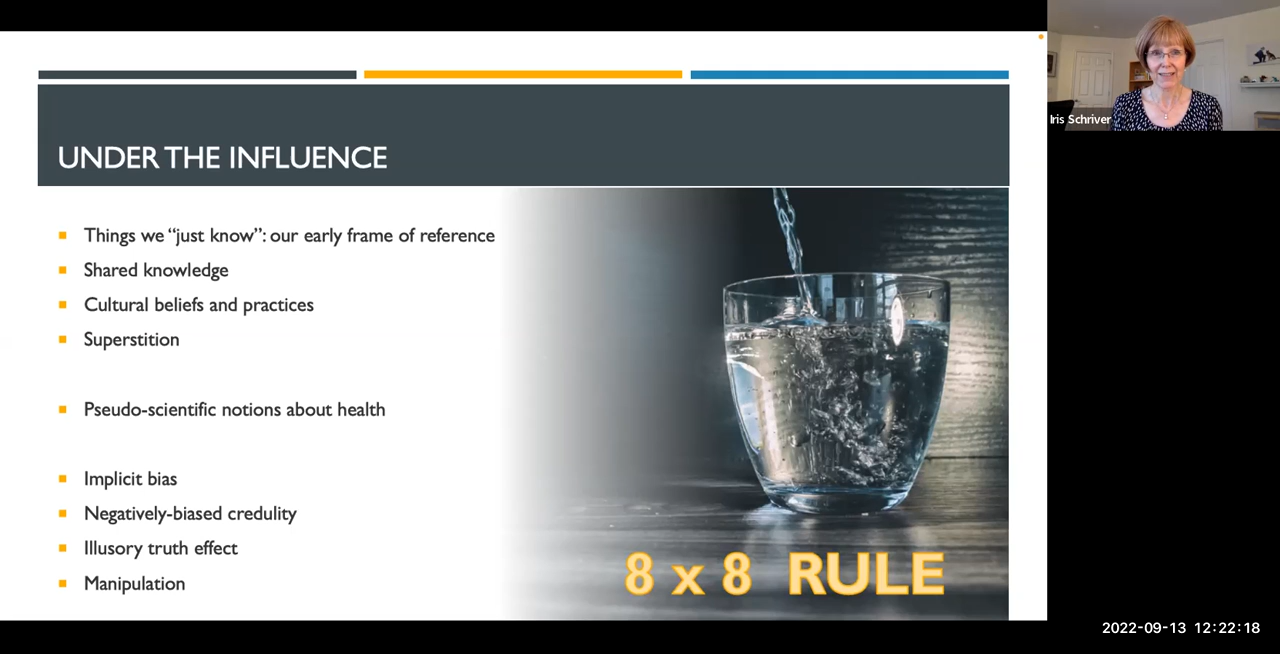 UNDER THE INFLUENCE
Things we “just know”: our early frame of reference
Shared knowledge
Cultural beliefs and practices
Superstition
Pseudo-scientific notions about health
Implicit bias
Negatively-biased credulity
Illusory truth effect
Manipulation
8 x 8 RULE
Iris Schriver
2022-09-13 12:22:18